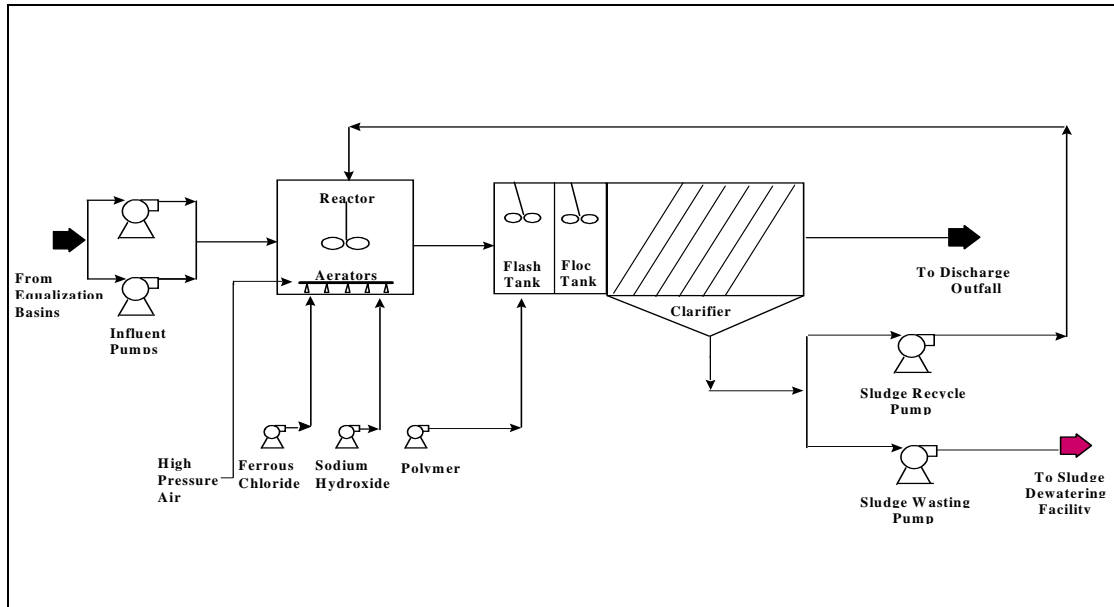 Reactor
Aerators
From
Equalization
Basins
Influent
Pumps
Flash
Tank
Floc
Tank
Clarifier
To Discharge
Outfall
Sludge Recycle
Pump
High
Pressure
Air
Ferrous
Chloride
Sodium
Hydroxide
Polymer
Sludge Wasting
Pump
To Sludge
Dewatering
Facility